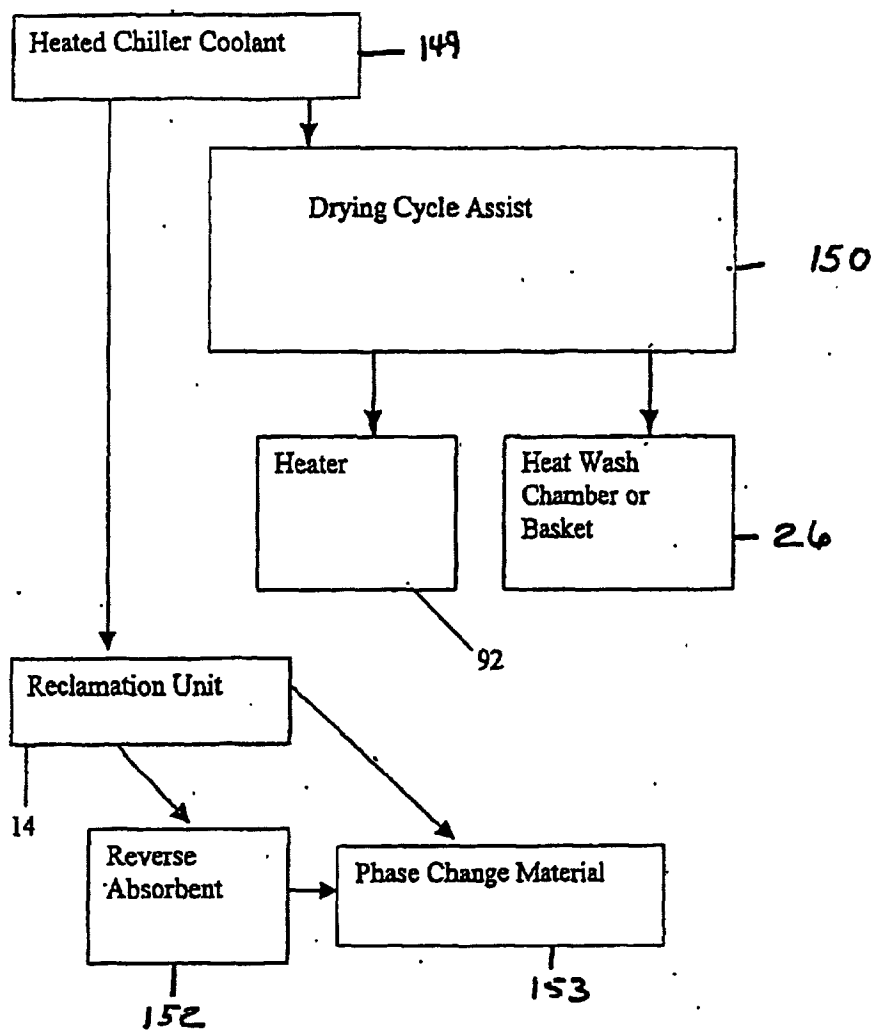 Heated Chiller Coolant
149
Drying Cycle Assist
150
Heater
Heat Wash
Chamber or
Basket
26
92
Reclamation Unit
14
Reverse
Absorbent
Phase Change Material
152
153